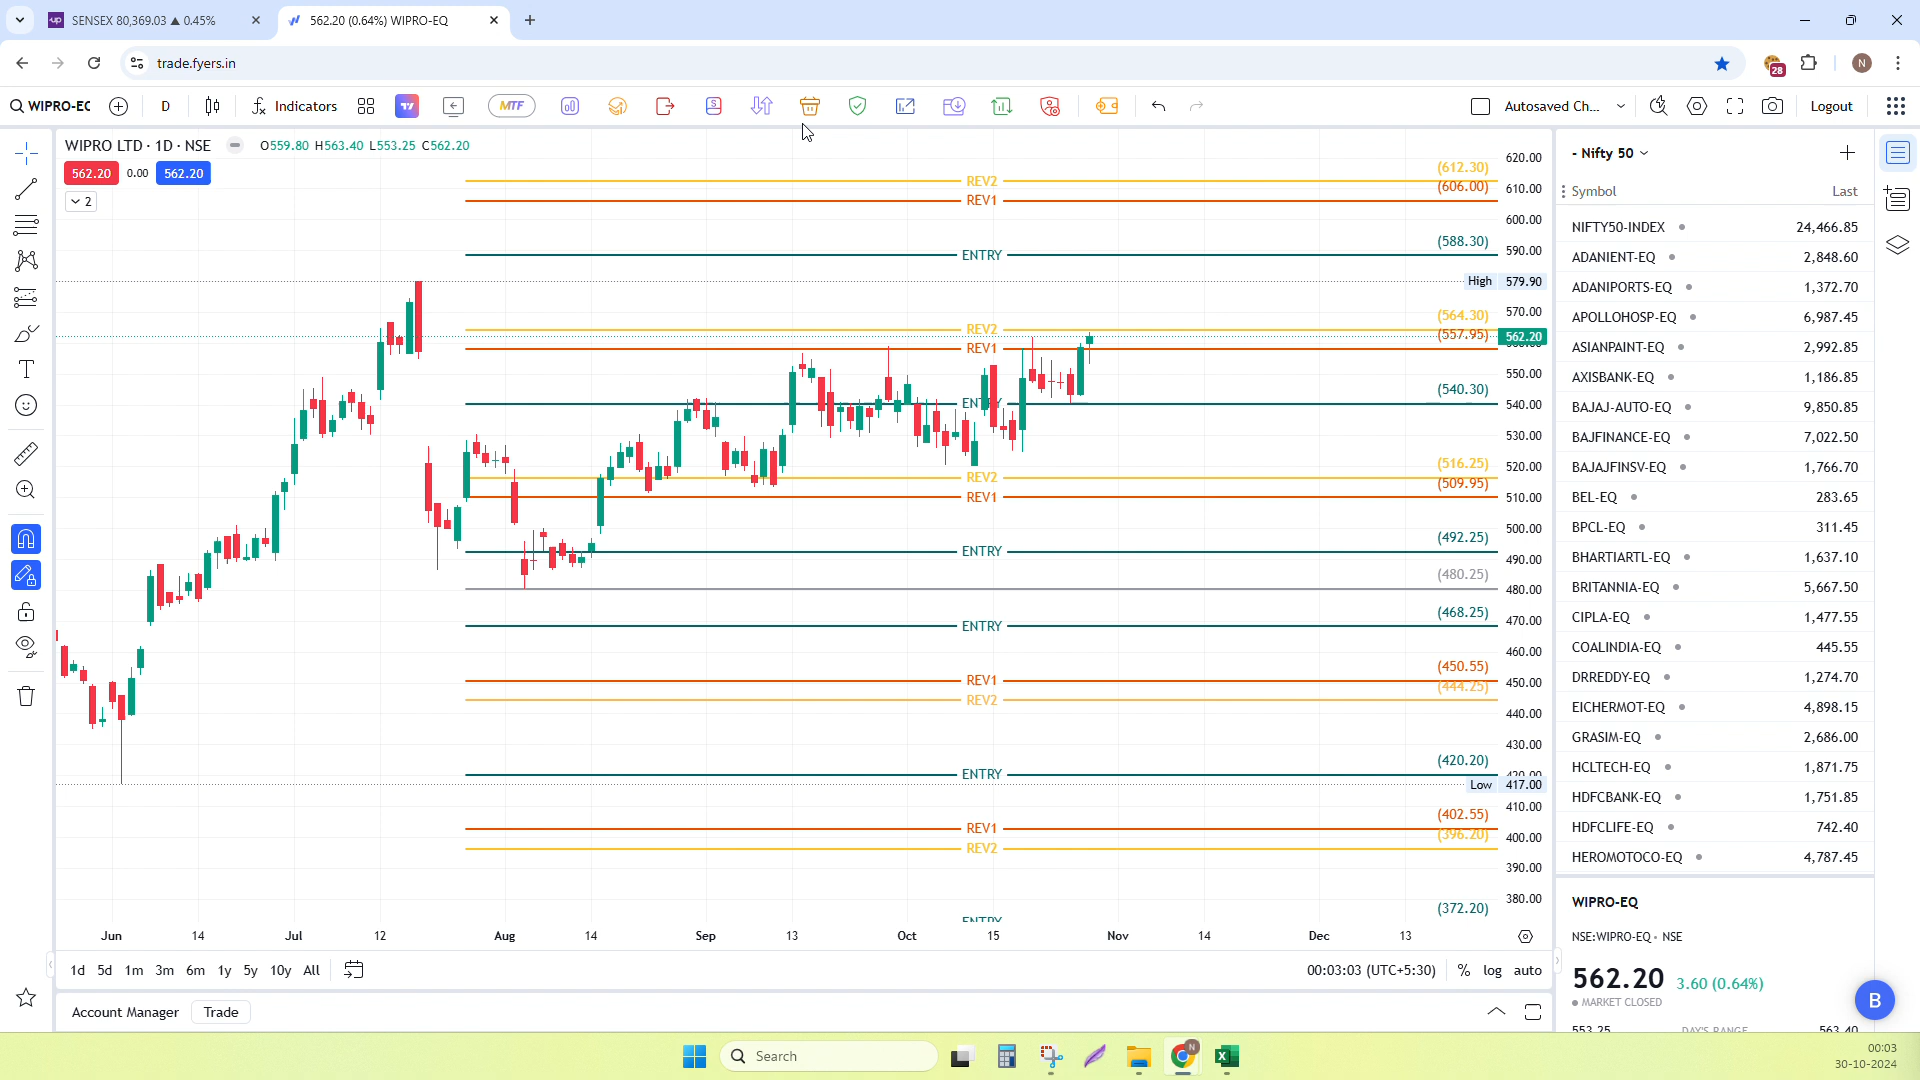 SENSEX 80,369.03 ▲ 0.45%
562.20 (0.64%) WIPRO-EQ
trade.fyers.in
28
N
WIPRO-EQ
D
Indicators
MTF
Autosaved Ch...
Logout
WIPRO LTD · 1D · NSE
O559.80 H563.40 L553.25 C562.20
562.20 0.00 562.20
2
(612.30)
REV2
(606.00)
REV1
(588.30)
ENTRY
High 579.90
(564.30)
REV2
(557.95)
562.20
REV1
(540.30)
ENTRY
(516.25)
REV2
(509.95)
REV1
(492.25)
ENTRY
(480.25)
(468.25)
ENTRY
(450.55)
REV1
(444.25)
REV2
(420.20)
ENTRY
Low 417.00
(402.55)
REV1
(396.20)
REV2
(372.20)
ENTRY
620.00
610.00
600.00
590.00
570.00
550.00
540.00
530.00
520.00
510.00
500.00
490.00
480.00
470.00
460.00
450.00
440.00
430.00
410.00
400.00
390.00
380.00
Jun 14 Jul 12 Aug 14 Sep 13 Oct 15 Nov 14 Dec 13
1d 5d 1m 3m 6m 1y 5y 10y All
00:03:03 (UTC+5:30) % log auto
Account Manager Trade
- Nifty 50
Symbol Last
NIFTY50-INDEX 24,466.85
ADANIENT-EQ 2,848.60
ADANIPORTS-EQ 1,372.70
APOLLOHOSP-EQ 6,987.45
ASIANPAINT-EQ 2,992.85
AXISBANK-EQ 1,186.85
BAJAJ-AUTO-EQ 9,850.85
BAJFINANCE-EQ 7,022.50
BAJAJFINSV-EQ 1,766.70
BEL-EQ 283.65
BPCL-EQ 311.45
BHARTIARTL-EQ 1,637.10
BRITANNIA-EQ 5,667.50
CIPLA-EQ 1,477.55
COALINDIA-EQ 445.55
DRREDDY-EQ 1,274.70
EICHERMOT-EQ 4,898.15
GRASIM-EQ 2,686.00
HCLTECH-EQ 1,871.75
HDFCBANK-EQ 1,751.85
HDFCLIFE-EQ 742.40
HEROMOTOCO-EQ 4,787.45
WIPRO-EQ
NSE:WIPRO-EQ • NSE
562.20 3.60 (0.64%)
MARKET CLOSED
553.25 DAY'S RANGE 563.40
B
Search
00:03
30-10-2024